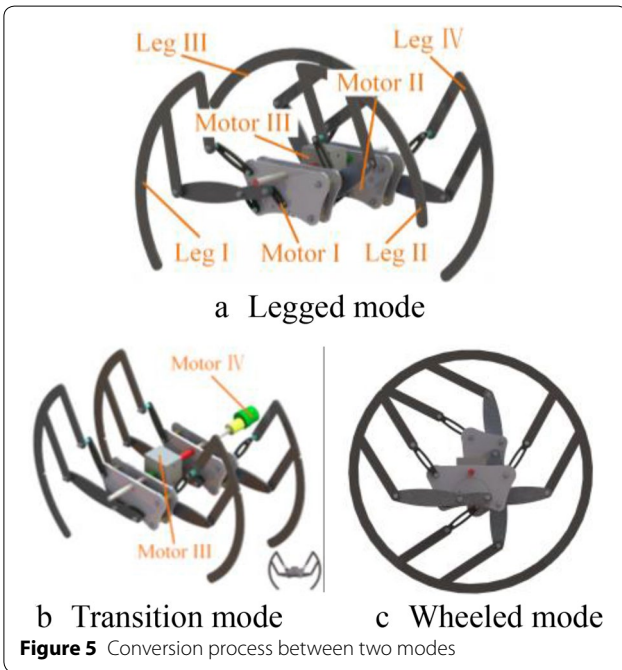 Leg III
Leg IV
Motor II
Motor III
Leg I
Motor I
Leg II
a Legged mode
Motor IV
Motor III
b Transition mode
c Wheeled mode
Figure 5 Conversion process between two modes